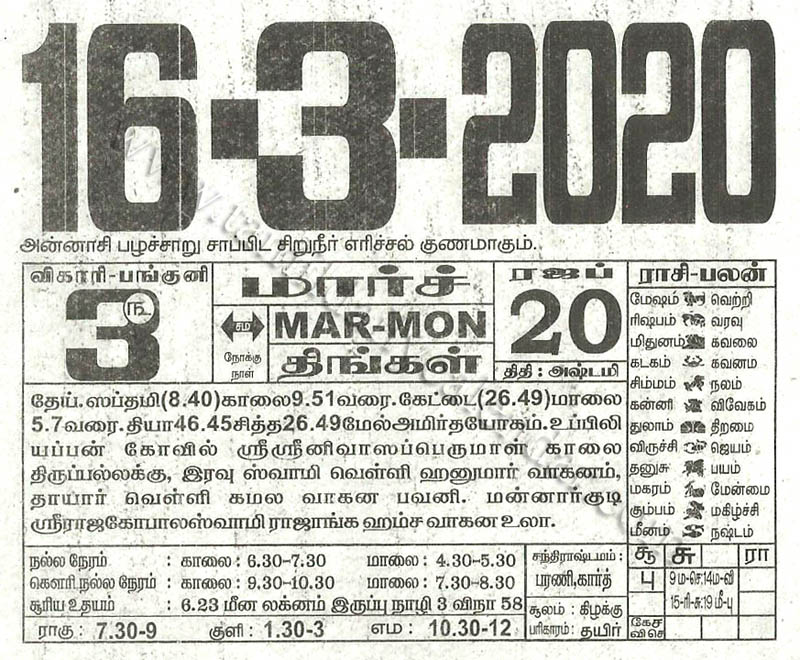 16-3-2020
அன்னாசி பழச்சாறு சாப்பிட சிறுநீர் எரிச்சல் குணமாகும்.
விகாரி-பங்குனி
3
மார்ச்
சம
நோக்கு
நாள்
MAR-MON
திங்கள்
ரஜப்
20
திதி : அஷ்டமி
தேய்.ஸப்தமி(8.40)காலை9.51வரை.கேட்டை(26.49)மாலை
5.7வரை.தியா46.45சித்த26.49மேல்அமிர்தயோகம்.உப்பிலி
யப்பன் கோவில் ஸ்ரீஸ்ரீனிவாஸப்பெருமாள் காலை
திருப்பல்லக்கு, இரவு ஸ்வாமி வெள்ளி ஹனுமார் வாகனம்,
தாயார் வெள்ளி கமல வாகன பவனி. மன்னார்குடி
ஸ்ரீராஜகோபாலஸ்வாமி ராஜாங்க ஹம்ச வாகன உலா.
ராசி-பலன்
மேஷம் வெற்றி
ரிஷபம் வரவு
மிதுனம் கவலை
கடகம் கவனம
சிம்மம் நலம்
கன்னி விவேகம்
துலாம் திறமை
விருச்சி ஜெயம்
தனுசு பயம்
மகரம் மேன்மை
கும்பம் மகிழ்ச்சி
மீனம் நஷ்டம்
நல்ல நேரம் : காலை: 6.30-7.30 மாலை: 4.30-5.30
கௌரி.நல்ல நேரம் : காலை: 9.30-10.30 மாலை: 7.30-8.30
சூரிய உதயம் : 6.23 மீன லக்னம் இருப்பு நாழி 3 விநா 58
ராகு : 7.30-9 குளி : 1.30-3 எம : 10.30-12
சந்திராஷ்டமம் :
பரணி,கார்த்
சூலம் : கிழக்கு
பரிகாரம் : தயிர்
சூ சு ரா
பு 9 ம-செ:14ம-வி
15-ரி-சு:19 மீ-பு
கேச
விசெ